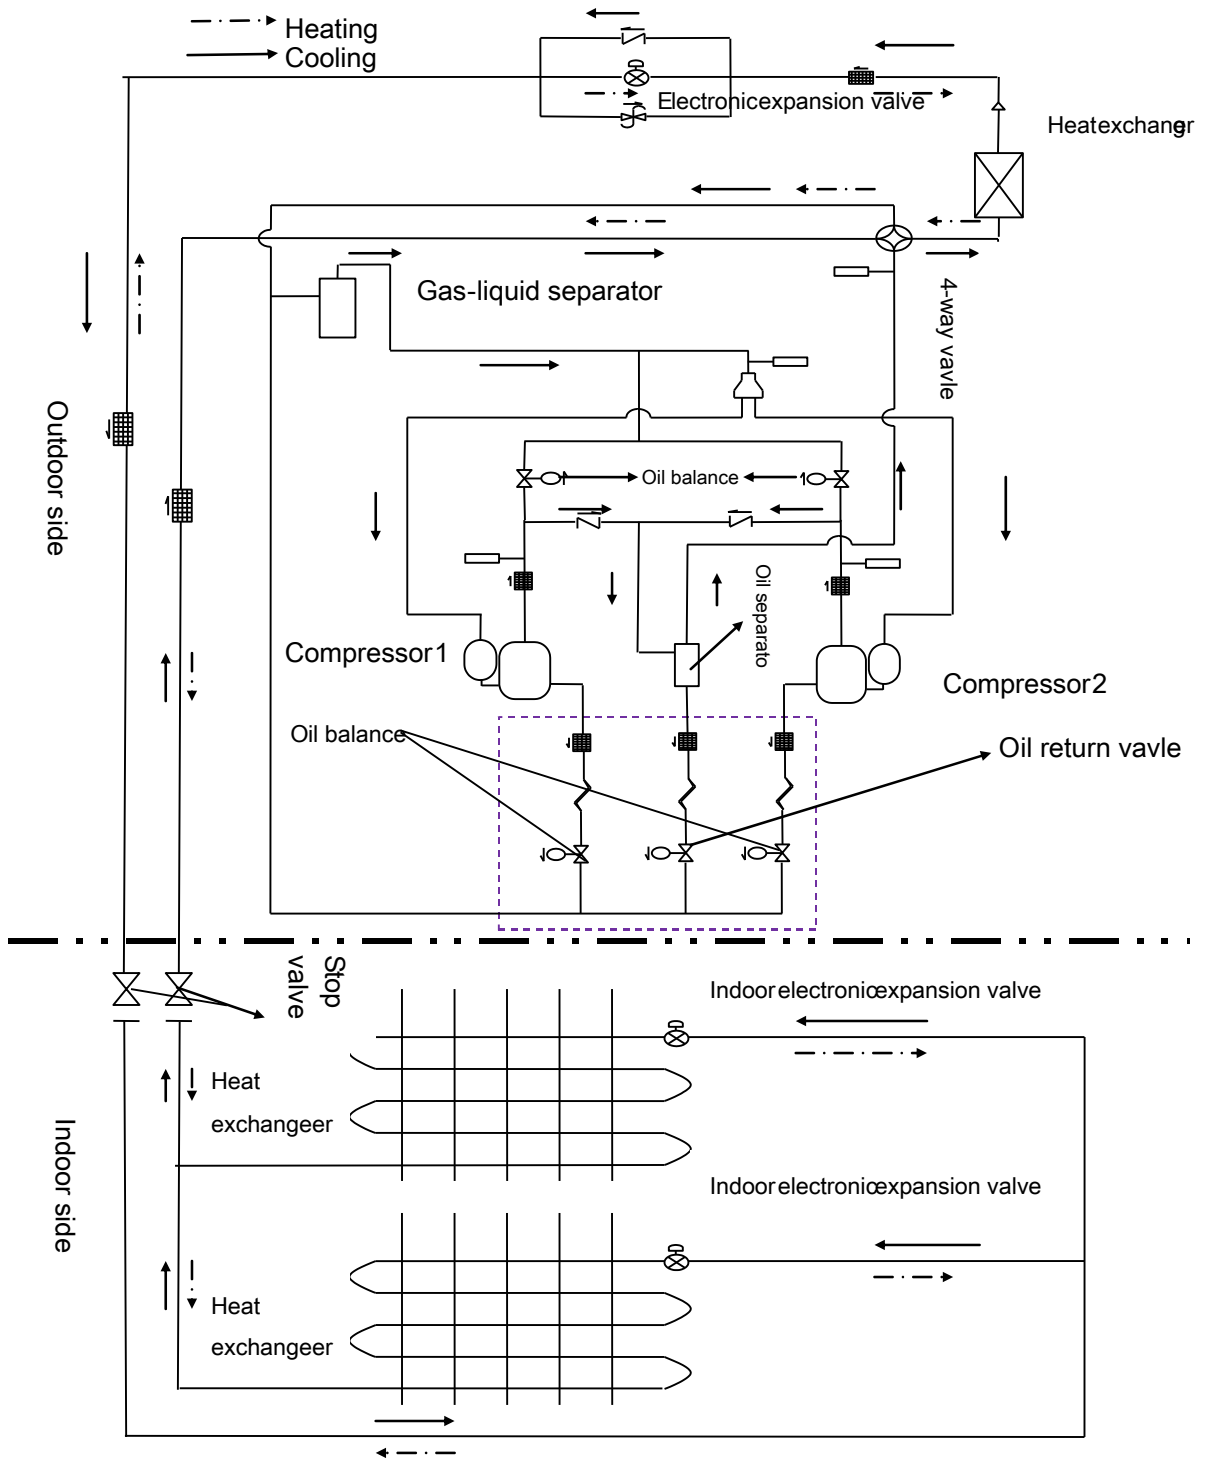 Heating
Cooling
Electronicexpansion valve
Heatexchanger
Gas-liquid separator
4-way vavle
Outdoor side
Oil balance
Oil separato
Compressor1
Compressor2
Oil balance
Oil return vavle
Stop
valve
Indoorelectronicexpansion valve
Heat
exchangeer
Indoor side
Indoorelectronicexpansion valve
Heat
exchangeer